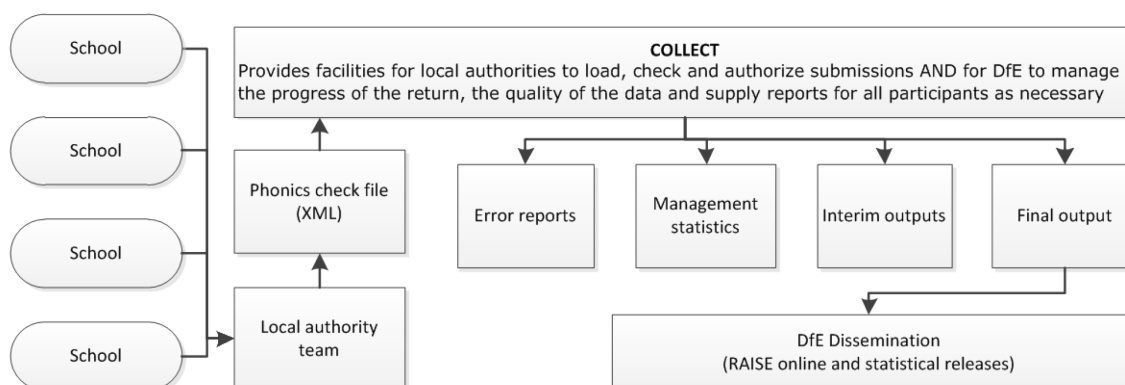 School
School
School
School
COLLECT
Provides facilities for local authorities to load, check and authorize submissions AND for DfE to manage
the progress of the return, the quality of the data and supply reports for all participants as necessary
Phonics check file
(XML)
Local authority
team
Error reports
Management
statistics
Interim outputs
Final output
DfE Dissemination
(RAISE online and statistical releases)